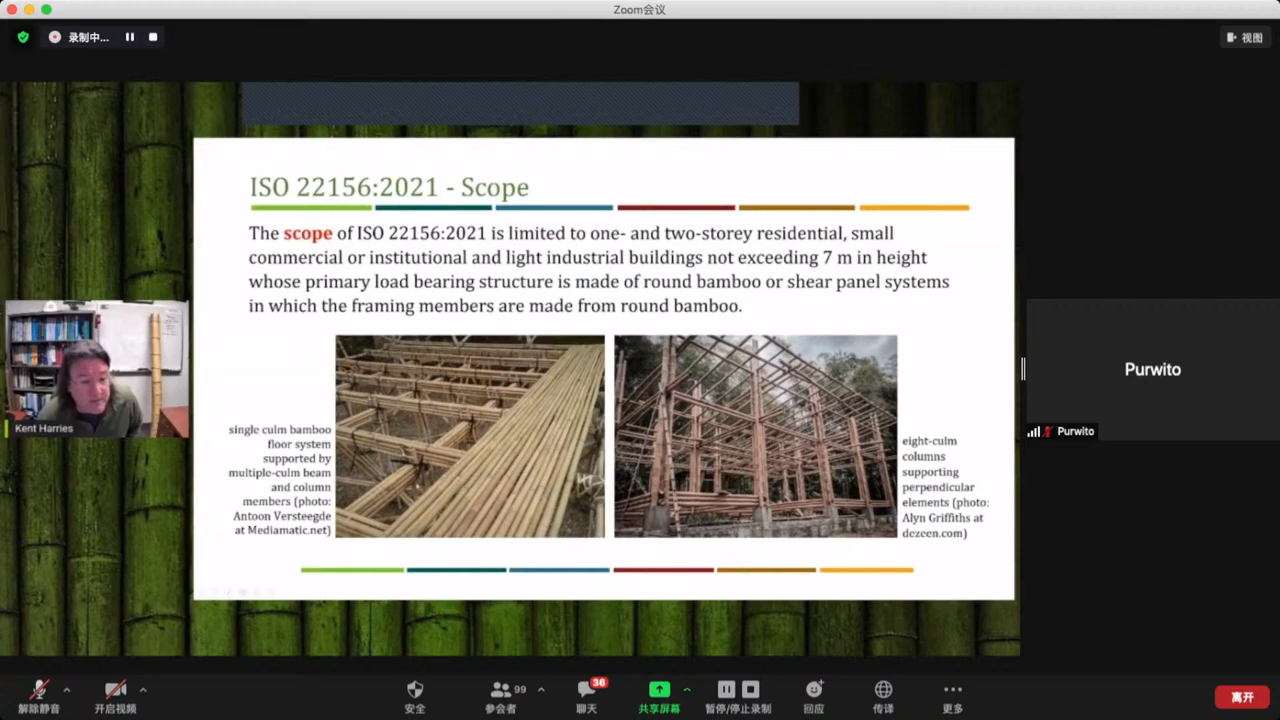 Zoom会议
录制中...
视图
ISO 22156:2021 - Scope
The scope of ISO 22156:2021 is limited to one- and two-storey residential, small
commercial or institutional and light industrial buildings not exceeding 7 m in height
whose primary load bearing structure is made of round bamboo or shear panel systems
in which the framing members are made from round bamboo.
Kent Harries
single culm bamboo
floor system
supported by
multiple-culm beam
and column
members (photo:
Antoon Versteegde
at Mediamatic.net)
eight-culm
columns
supporting
perpendicular
elements (photo:
Alyn Griffiths at
dezeen.com)
Purwito
Purwito
解除静音
开启视频
安全
99
参会者
36
聊天
共享屏幕
暂停/停止录制
回应
传译
更多
离开